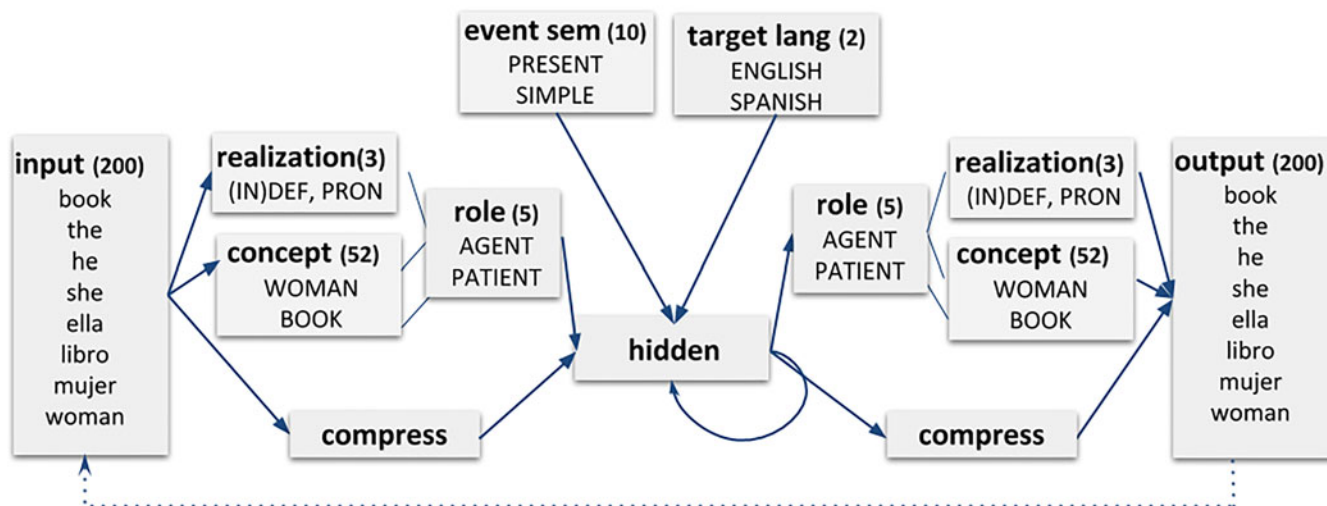 event sem (10)
PRESENT
SIMPLE
target lang (2)
ENGLISH
SPANISH
input (200)
book
the
he
she
ella
libro
mujer
woman
realization(3)
(IN)DEF, PRON
concept (52)
WOMAN
BOOK
role (5)
AGENT
PATIENT
compress
hidden
role (5)
AGENT
PATIENT
realization(3)
(IN)DEF, PRON
concept (52)
WOMAN
BOOK
compress
output (200)
book
the
he
she
ella
libro
mujer
woman